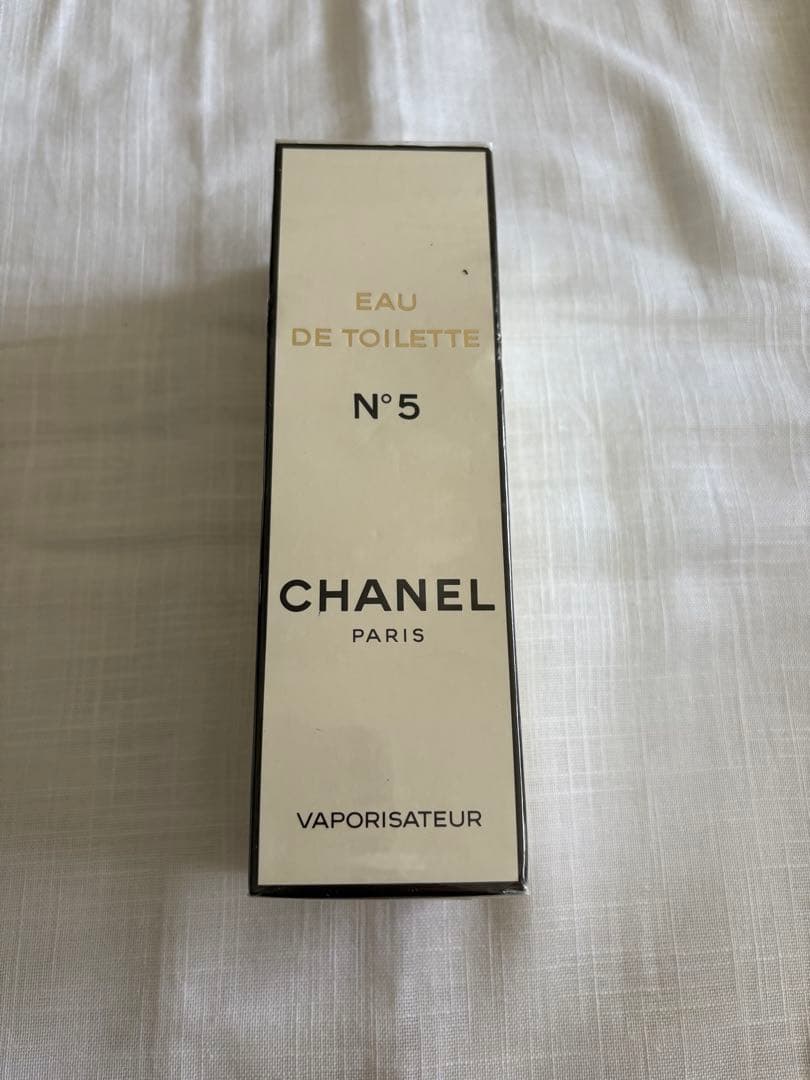 EAU
DE TOILETTE
N°5
CHANEL
PARIS
VAPORISATEUR